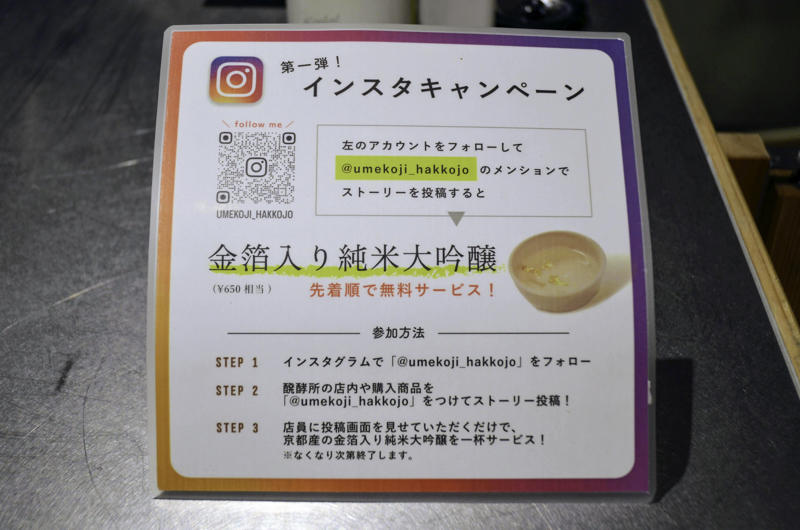 第一弾！
インスタキャンペーン
＼ follow me ／
UMEKOJI_HAKKOJO
左のアカウントをフォローして
@umekoji_hakkojo のメンションで
ストーリーを投稿すると
金箔入り純米大吟醸
(¥650 相当)
先着順で無料サービス！
参加方法
STEP 1 インスタグラムで「@umekoji_hakkojo」をフォロー
STEP 2 醗酵所の店内や購入商品を
「@umekoji_hakkojo」をつけてストーリー投稿！
STEP 3 店員に投稿画面を見せていただくだけで、
京都産の金箔入り純米大吟醸を一杯サービス！
※なくなり次第終了します。